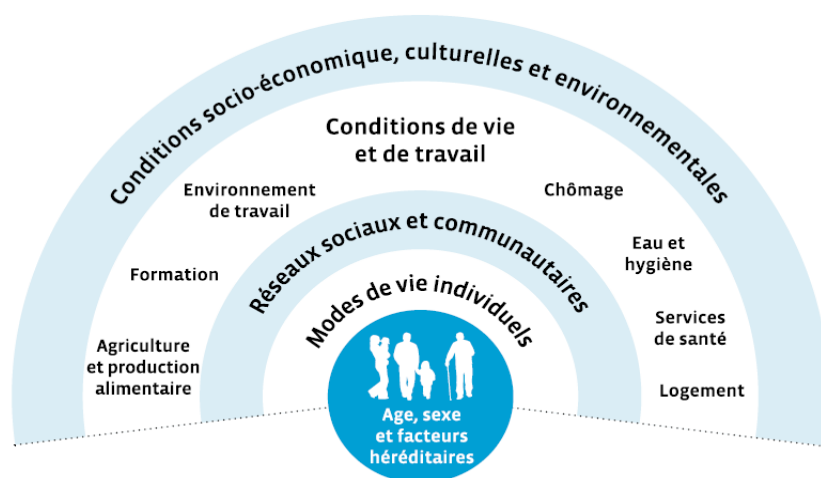 Conditions socio-économique, culturelles et environnementales
Conditions de vie
et de travail
Environnement
de travail
Chômage
Réseaux sociaux et communautaires
Eau et
hygiène
Formation
Modes de vie individuels
Services
de santé
Agriculture
et production
alimentaire
Logement
Age, sexe
et facteurs
héréditaires